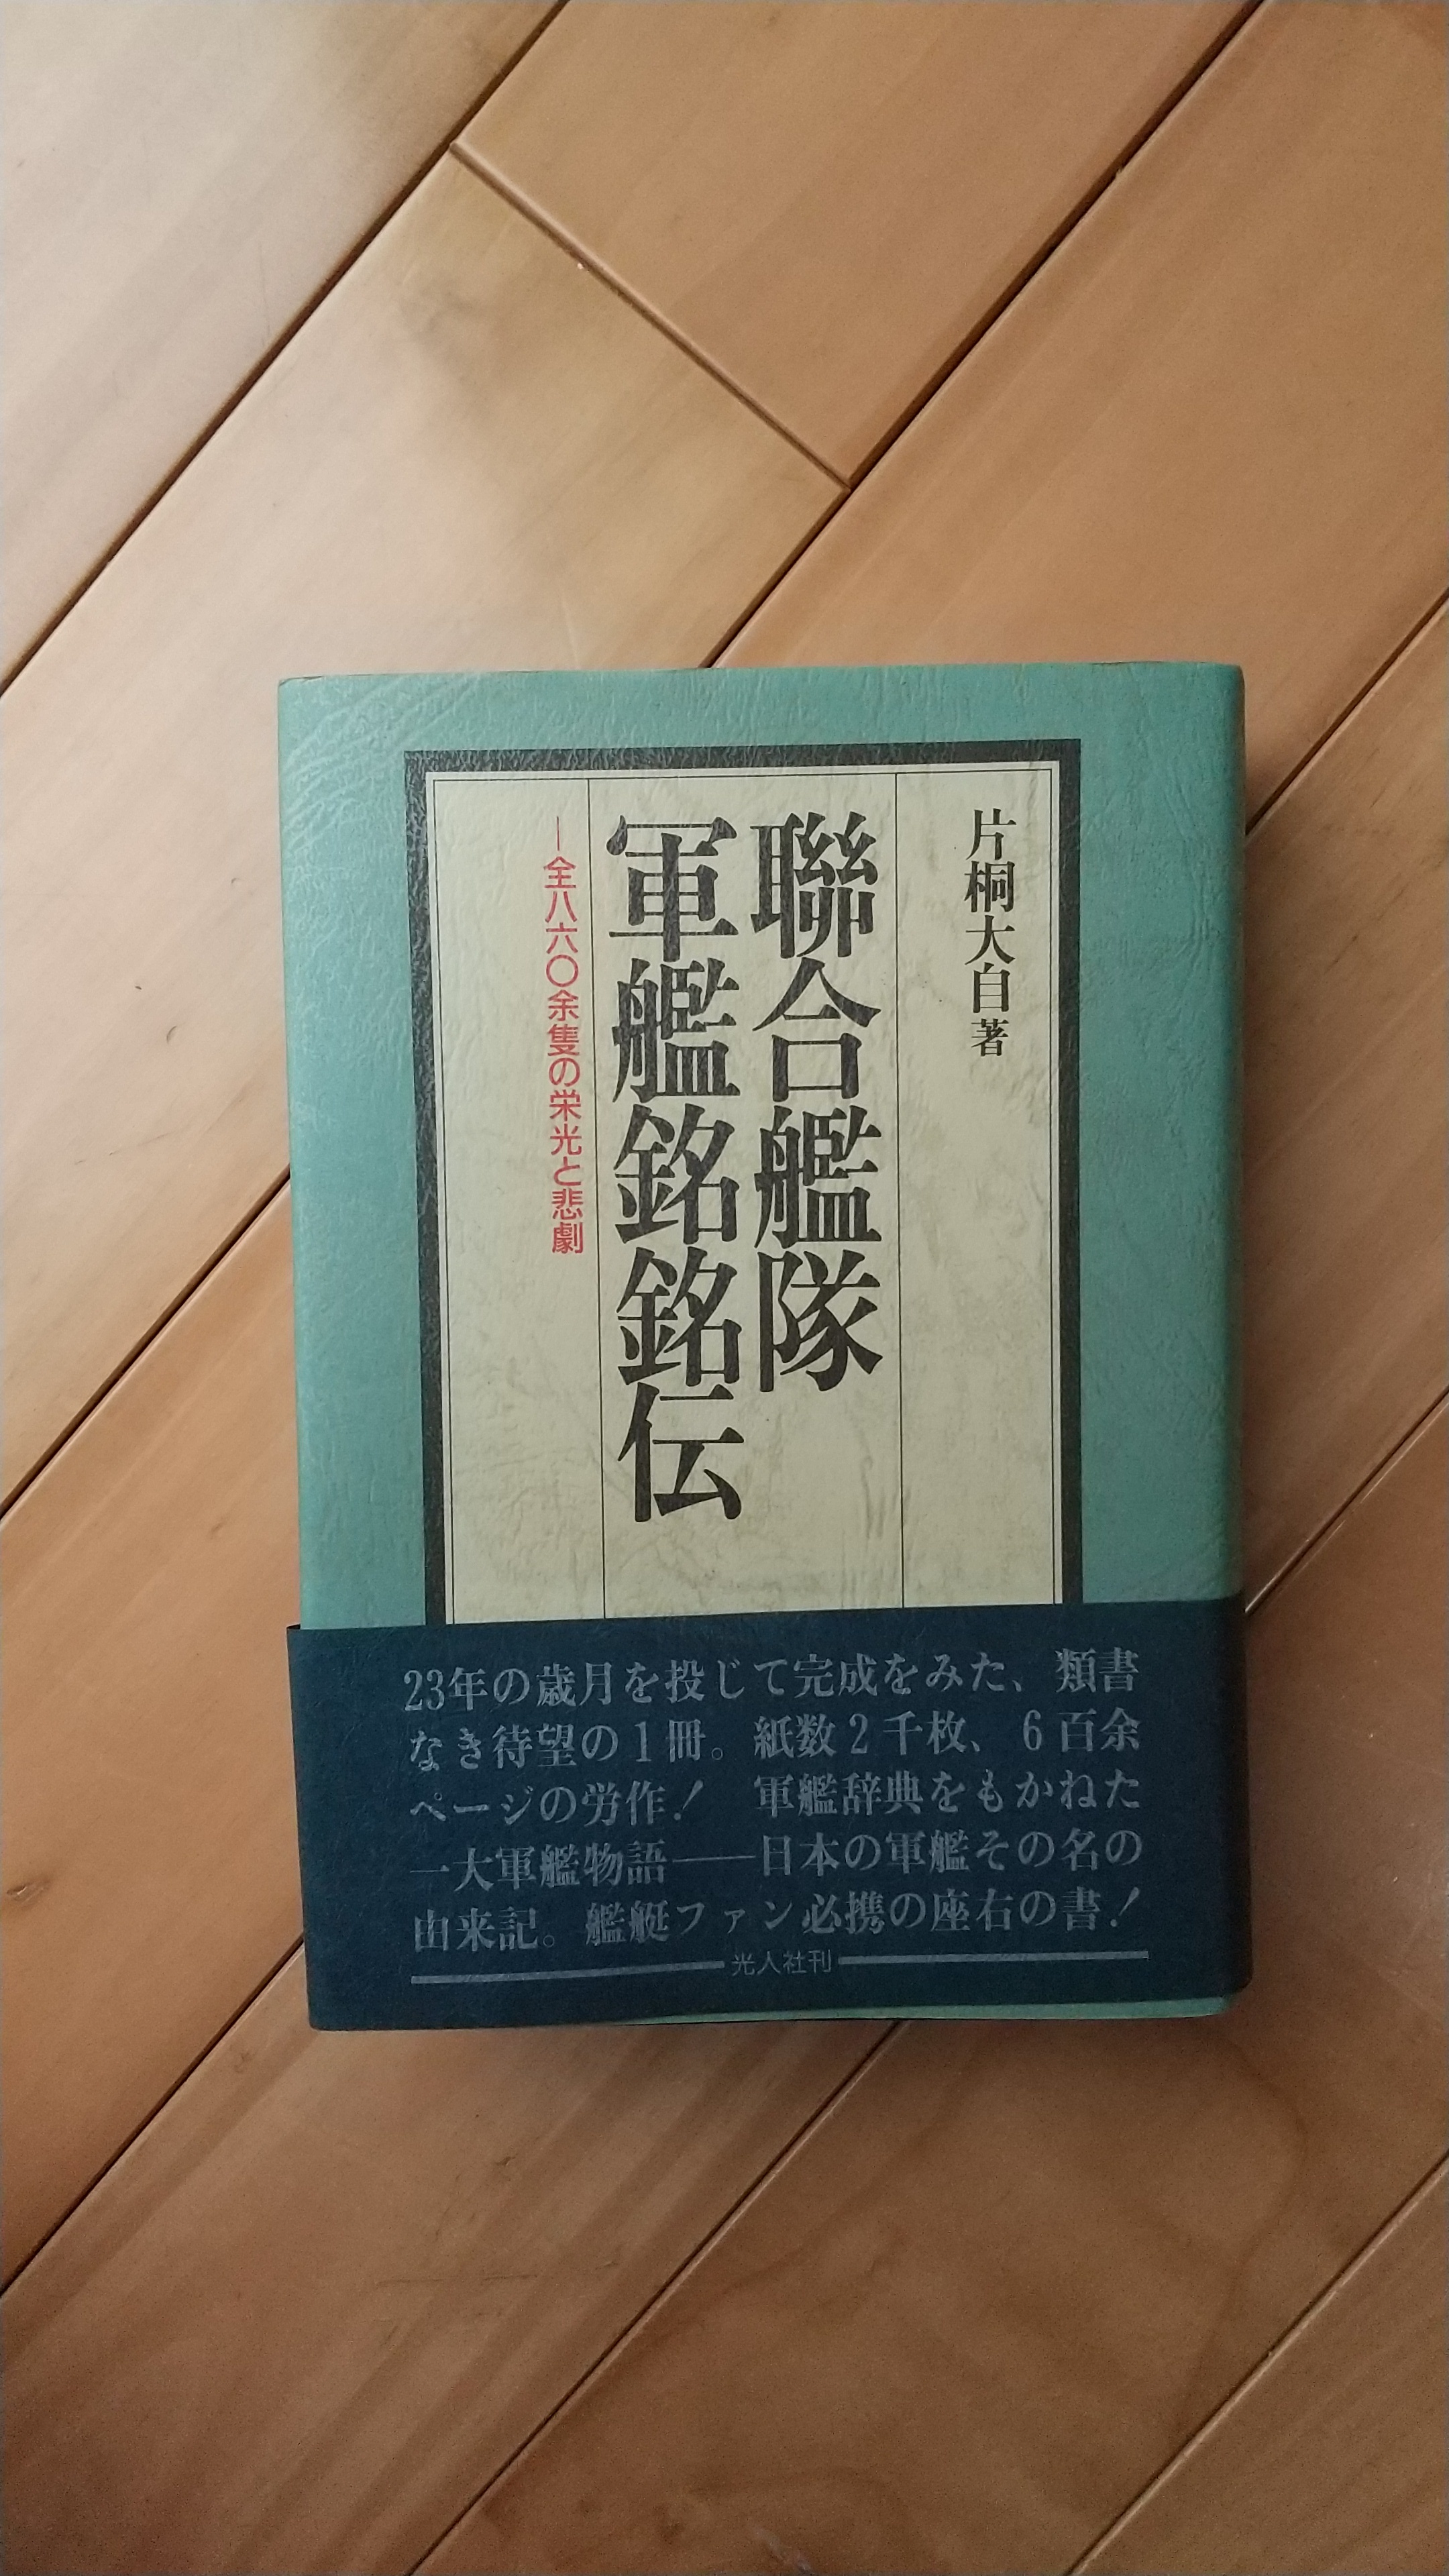 片桐大自著
聯合艦隊
軍艦銘銘伝
―全八六〇余隻の栄光と悲劇
23年の歳月を投じて完成をみた、類書
なき待望の1冊。紙数2千枚、6百余
ページの労作！　軍艦辞典をもかねた
一大軍艦物語――日本の軍艦その名の
由来記。艦艇ファン必携の座右の書！
光人社刊